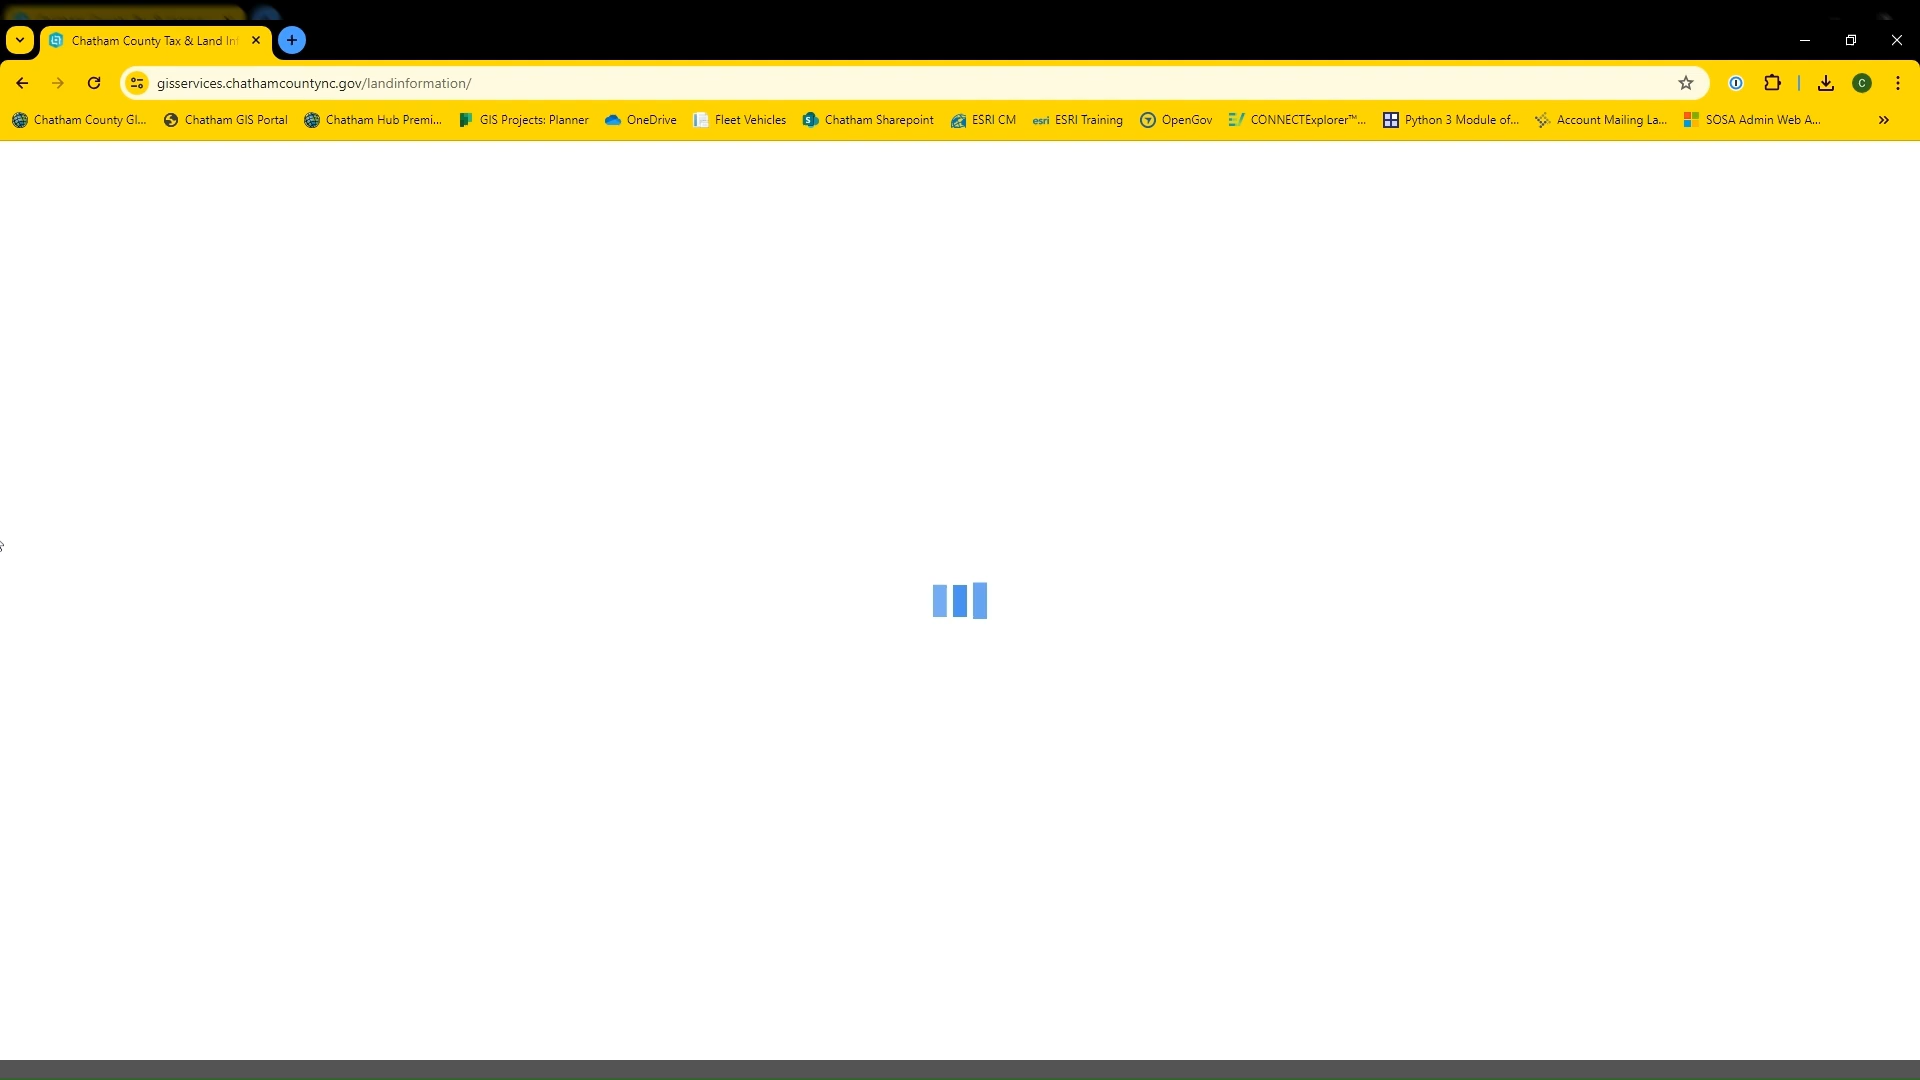 Chatham County Tax & Land In
gisservices.chathamcountync.gov/landinformation/
C
Chatham County GI...
Chatham GIS Portal
Chatham Hub Premi...
GIS Projects: Planner
OneDrive
Fleet Vehicles
Chatham Sharepoint
ESRI CM
esri ESRI Training
OpenGov
CONNECTExplorer™...
Python 3 Module of...
Account Mailing La...
SOSA Admin Web A...